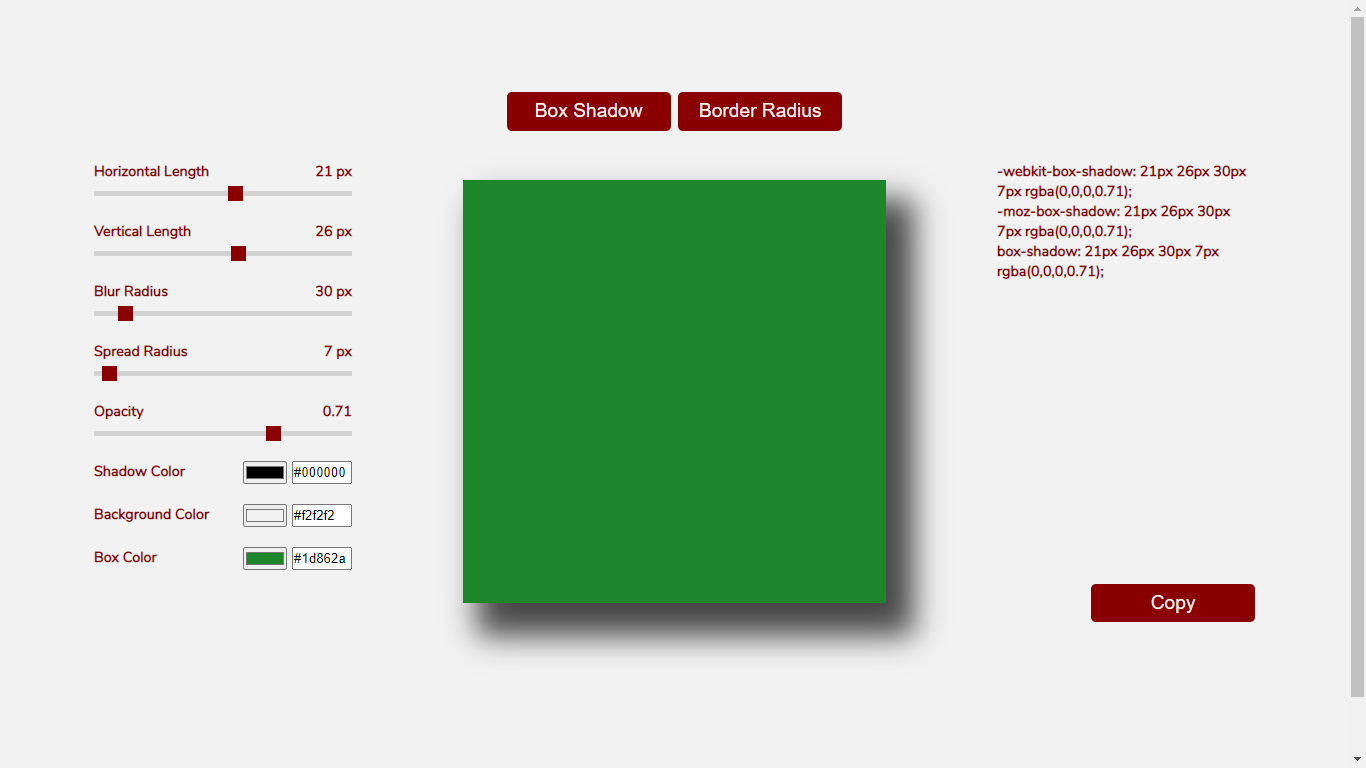 Box Shadow
Border Radius
Horizontal Length 21 px
Vertical Length 26 px
Blur Radius 30 px
Spread Radius 7 px
Opacity 0.71
Shadow Color #000000
Background Color #f2f2f2
Box Color #1d862a
-webkit-box-shadow: 21px 26px 30px
7px rgba(0,0,0,0.71);
-moz-box-shadow: 21px 26px 30px
7px rgba(0,0,0,0.71);
box-shadow: 21px 26px 30px 7px
rgba(0,0,0,0.71);
Copy